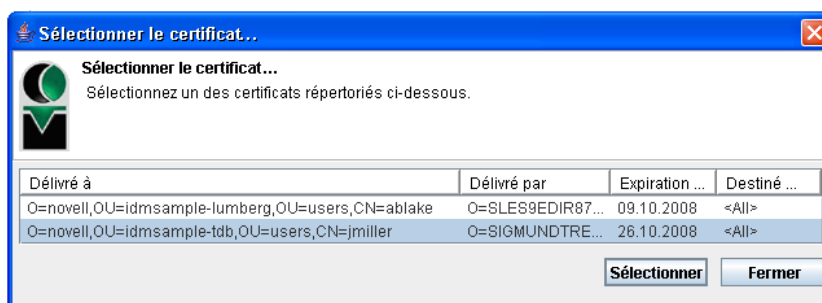 Sélectionner le certificat...
Sélectionner le certificat...
Sélectionnez un des certificats répertoriés ci-dessous.
Délivré à Délivré par Expiration ... Destiné ...
O=novell,OU=idmsample-lumberg,OU=users,CN=ablake O=SLES9EDIR87... 09.10.2008 <All>
O=novell,OU=idmsample-tdb,OU=users,CN=jmiller O=SIGMUNDTRE... 26.10.2008 <All>
Sélectionner Fermer